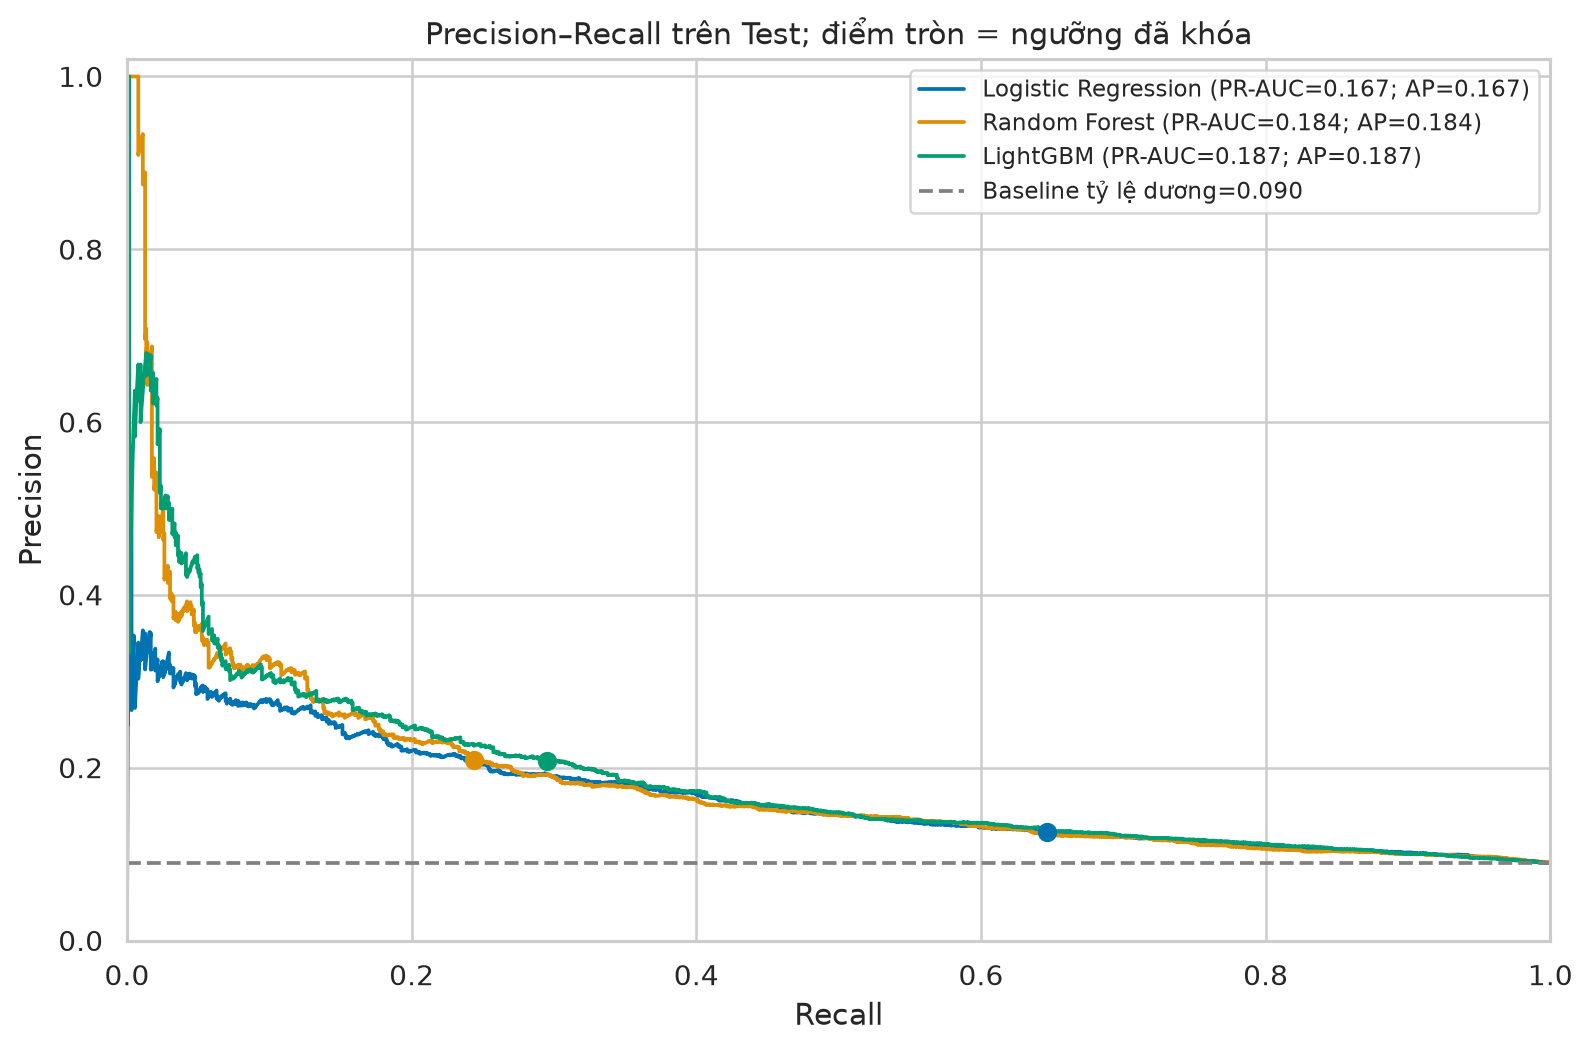 Precision–Recall trên Test; điểm tròn = ngưỡng đã khóa
Logistic Regression (PR-AUC=0.167; AP=0.167)
Random Forest (PR-AUC=0.184; AP=0.184)
LightGBM (PR-AUC=0.187; AP=0.187)
Baseline tỷ lệ dương=0.090
Precision
1.0
0.8
0.6
0.4
0.2
0.0
0.0 0.2 0.4 0.6 0.8 1.0
Recall